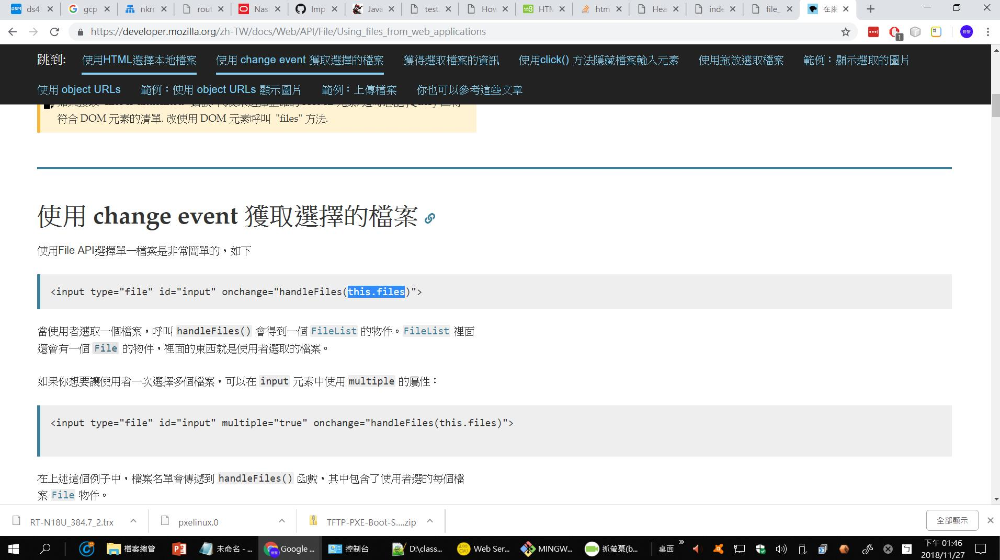 ds4
gcp
nkrr
rout
Nas
Imp
Java
test.
How
HTM
htm
Hea
inde
file_
在網
https://developer.mozilla.org/zh-TW/docs/Web/API/File/Using_files_from_web_applications
1
跳到:
使用HTML選擇本地檔案
使用 change event 獲取選擇的檔案
獲得選取檔案的資訊
使用click() 方法隱藏檔案輸入元素
使用拖放選取檔案
範例：顯示選取的圖片
使用 object URLs
範例：使用 object URLs 顯示圖片
範例：上傳檔案
你也可以參考這些文章
符合 DOM 元素的清單. 改使用 DOM 元素呼叫 "files" 方法.
使用 change event 獲取選擇的檔案
使用File API選擇單一檔案是非常簡單的，如下
<input type="file" id="input" onchange="handleFiles(this.files)">
當使用者選取一個檔案，呼叫 handleFiles() 會得到一個 FileList 的物件。FileList 裡面
還會有一個 File 的物件，裡面的東西就是使用者選取的檔案。
如果你想要讓使用者一次選擇多個檔案，可以在 input 元素中使用 multiple 的屬性：
<input type="file" id="input" multiple="true" onchange="handleFiles(this.files)">
在上述這個例子中，檔案名單會傳遞到 handleFiles() 函數，其中包含了使用者選的每個檔
案 File 物件。
RT-N18U_384.7_2.trx
pxelinux.0
TFTP-PXE-Boot-S....zip
全部顯示
檔案總管
未命名 - ...
Google ...
控制台
D:\class...
Web Ser...
MINGW...
抓螢幕(b...
桌面
下午 01:46
2018/11/27